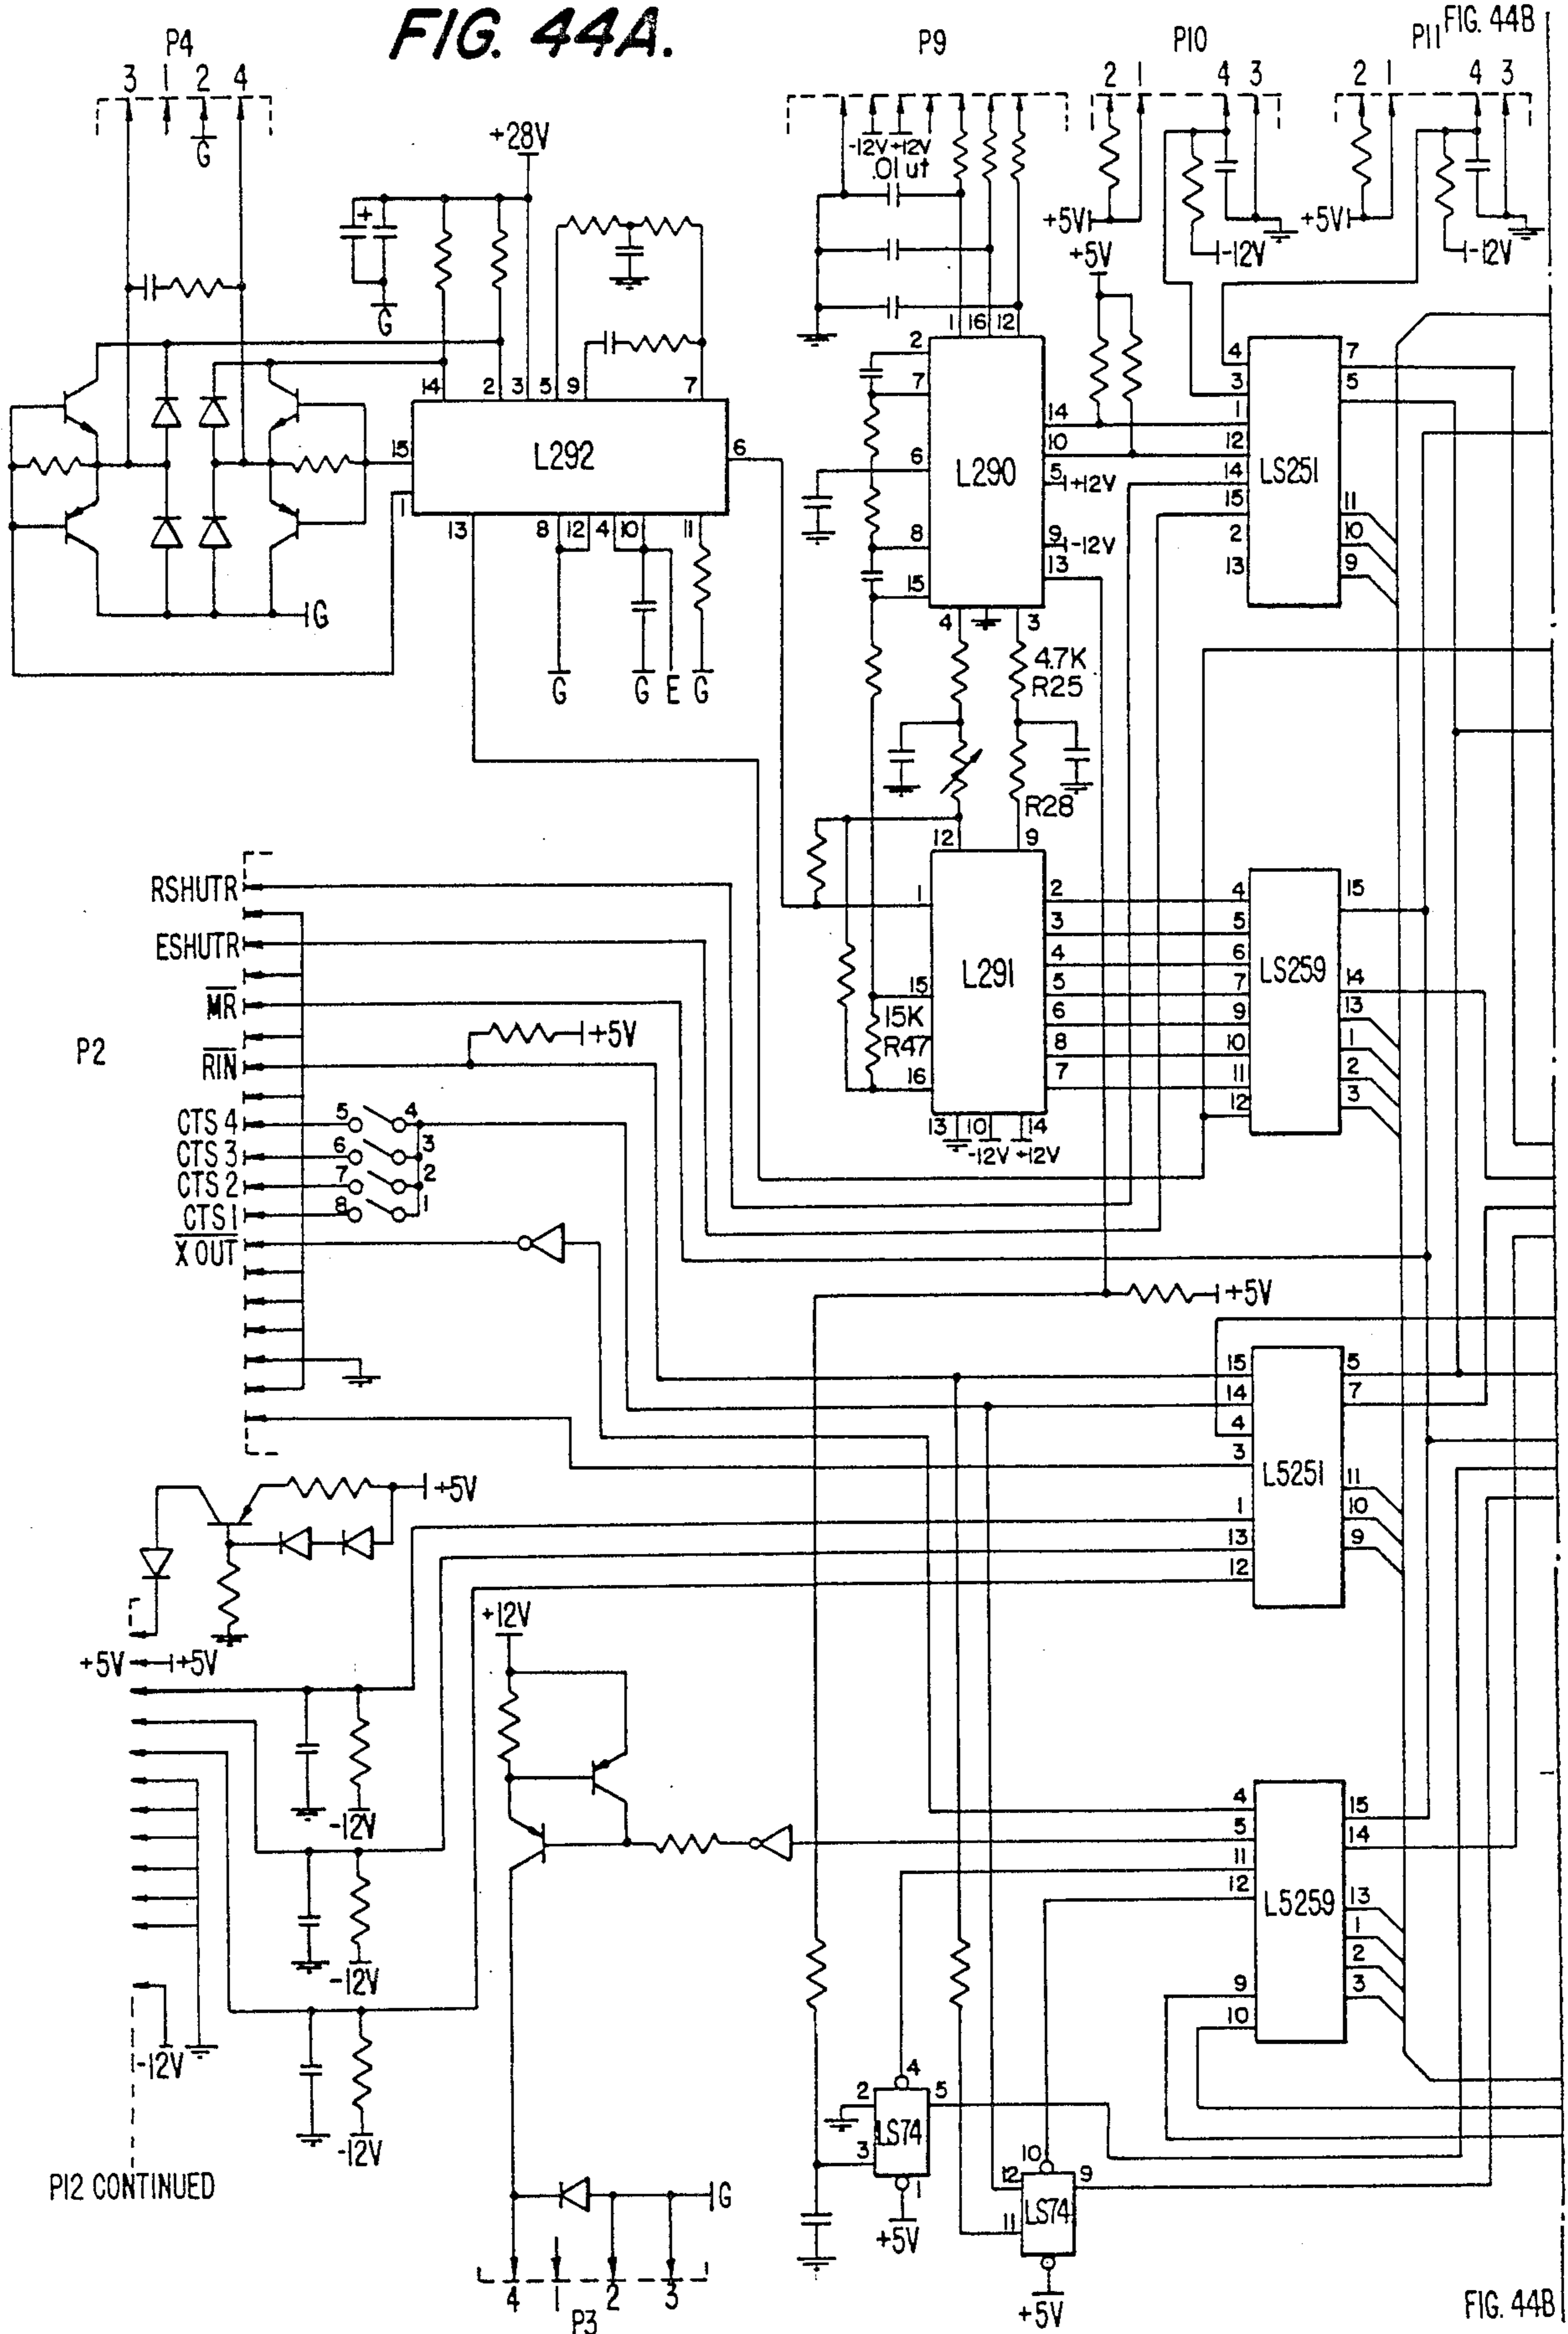 FIG. 44A.
FIG. 44B
P4
P9
P10
P11
3 1 2 4
2 1 4 3
2 1 4 3
G
+28V
-12V +12V
.01 uf
+5V
-12V
+5V
-12V
+5V
+
G
1 16 12
2
7
6
8
15
L290
14
10
5 +12V
9 -12V
13
4 3
14 2 3 5 9 7
15
1
L292
6
13 8 12 4 10 11
G
G G E G
4
3
1
12
14
15
2
13
LS251
7
5
11
10
9
4.7K
R25
R28
12 9
1
15
16
L291
2
3
4
5
6
8
7
15K
R47
13 10 14
-12V +12V
4
5
6
7
9
10
11
12
LS259
15
14
13
1
2
3
P2
RSHUTR
ESHUTR
MR
RIN
+5V
CTS 4 5 4
CTS 3 6 3
CTS 2 7 2
CTS 1 8 1
X OUT
+5V
15
14
4
3
1
13
12
L5251
5
7
11
10
9
+5V
+5V +5V
-12V
-12V
-12V
-12V
P12 CONTINUED
+12V
4
5
11
12
9
10
L5259
15
14
13
1
2
3
4
2
3
LS74
5
1
+5V
10
12
11
LS74
9
+5V
G
4 1 2 3
P3
FIG. 44B